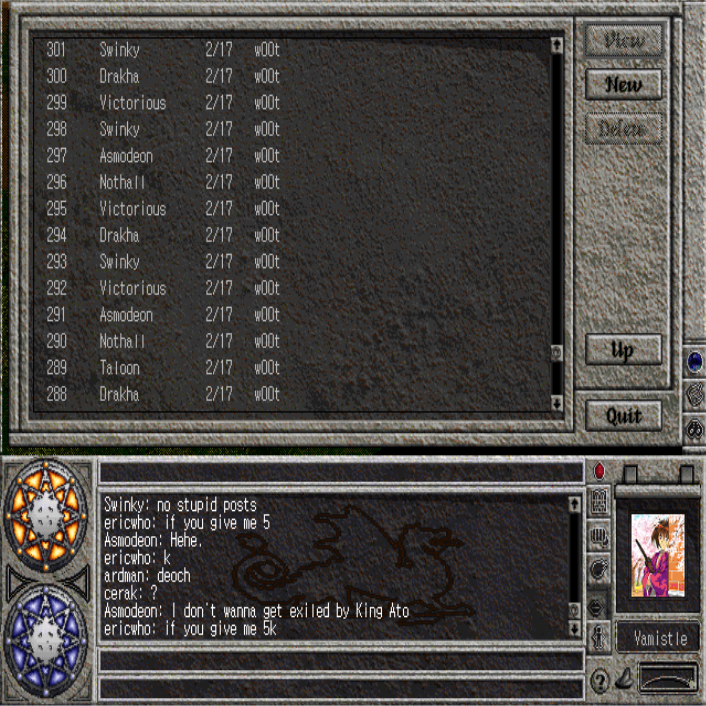 301 Swinky 2/17 w00t
300 Drakha 2/17 w00t
299 Victorious 2/17 w00t
298 Swinky 2/17 w00t
297 Asmodeon 2/17 w00t
296 Nothall 2/17 w00t
295 Victorious 2/17 w00t
294 Drakha 2/17 w00t
293 Swinky 2/17 w00t
292 Victorious 2/17 w00t
291 Asmodeon 2/17 w00t
290 Nothall 2/17 w00t
289 Taloon 2/17 w00t
288 Drakha 2/17 w00t
View
New
Delete
Up
Quit
Swinky: no stupid posts
ericwho: if you give me 5
Asmodeon: Hehe.
ericwho: k
ardman: deoch
cerak: ?
Asmodeon: I don't wanna get exiled by King Ato
ericwho: if you give me 5k
Vamistle
?